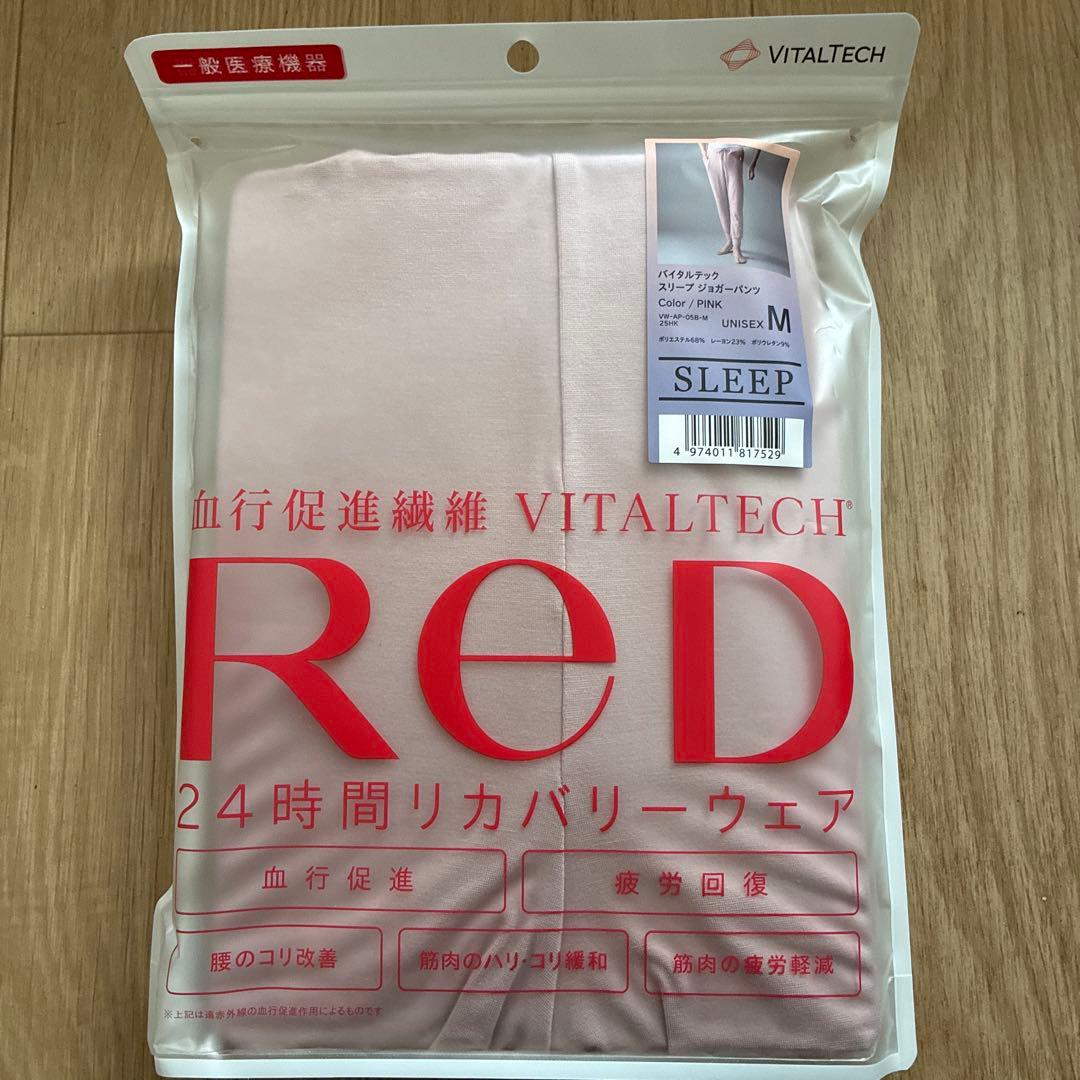 一般医療機器
VITALTECH
バイタルテック
スリープ ジョガーパンツ
Color / PINK
VW-AP-05B-M
25HK
UNISEX M
ポリエステル68% レーヨン23% ポリウレタン9%
SLEEP
4 974011 817529
血行促進繊維 VITALTECH®
ReD
24時間リカバリーウェア
血行促進
疲労回復
腰のコリ改善
筋肉のハリ・コリ緩和
筋肉の疲労軽減
※上記は遠赤外線の血行促進作用によるものです